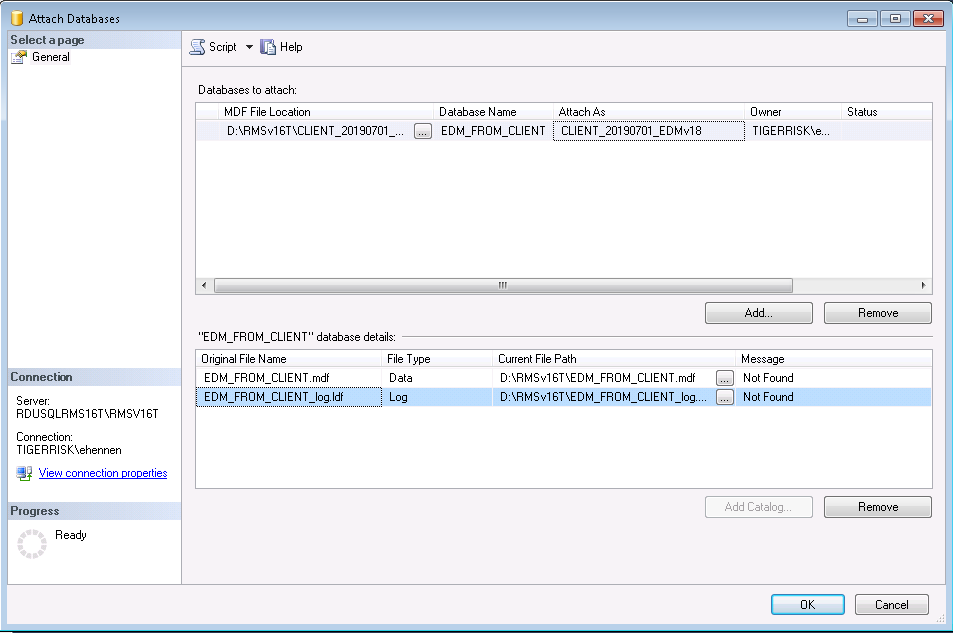 Attach Databases
Select a page
General
Script Help
Databases to attach:
MDF File Location Database Name Attach As Owner Status
D:\RMSv16T\CLIENT_20190701_... ... EDM_FROM_CLIENT CLIENT_20190701_EDMv18 TIGERRISK\e...
Add... Remove
"EDM_FROM_CLIENT" database details:
Original File Name File Type Current File Path Message
EDM_FROM_CLIENT.mdf Data D:\RMSv16T\EDM_FROM_CLIENT.mdf ... Not Found
EDM_FROM_CLIENT_log.ldf Log D:\RMSv16T\EDM_FROM_CLIENT_log.... ... Not Found
Add Catalog... Remove
Connection
Server:
RDUSQLRMS16T\RMSV16T
Connection:
TIGERRISK\ehennen
View connection properties
Progress
Ready
OK Cancel